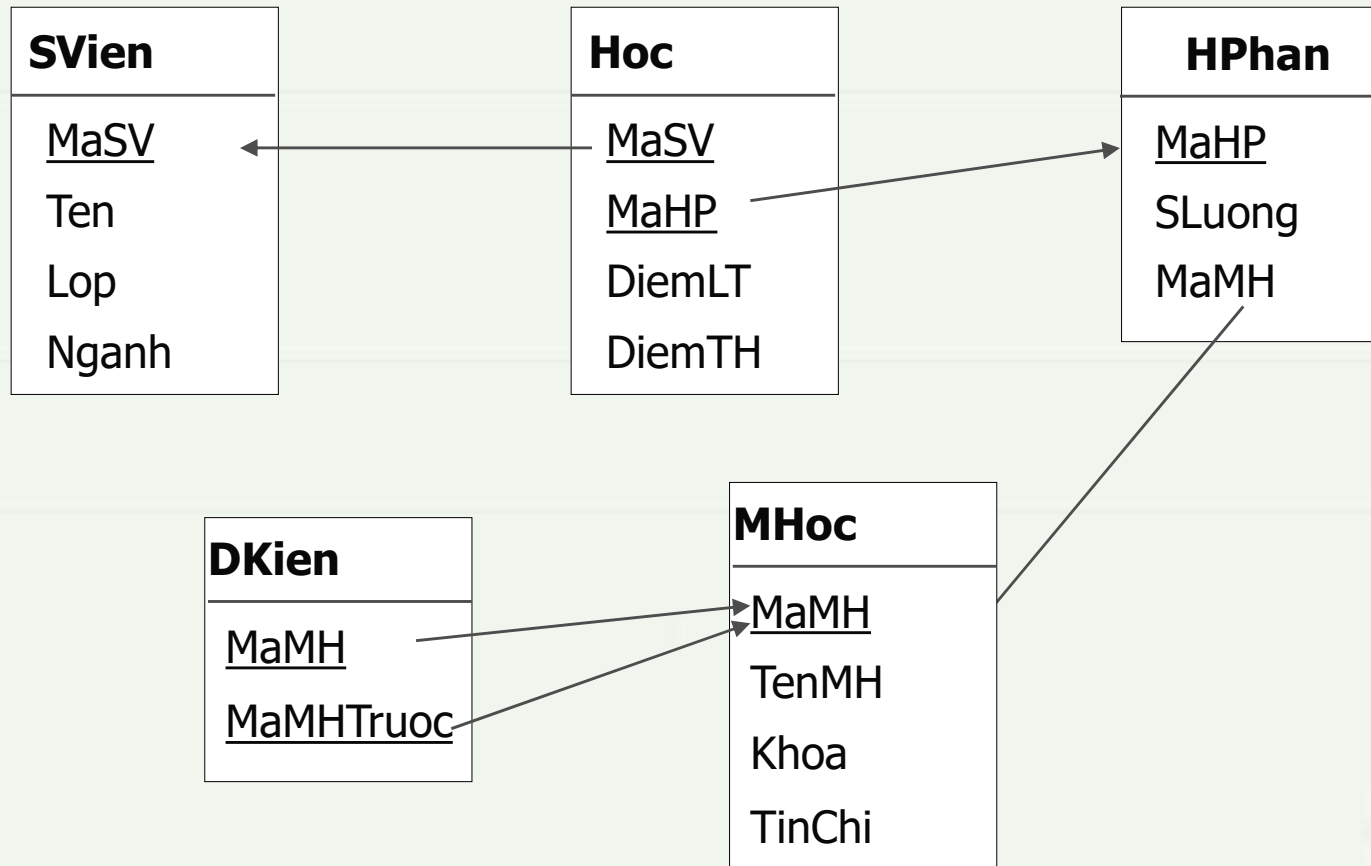 SVien
MaSV
Ten
Lop
Nganh
Hoc
MaSV
MaHP
DiemLT
DiemTH
HPhan
MaHP
SLuong
MaMH
DKien
MaMH
MaMHTruoc
MHoc
MaMH
TenMH
Khoa
TinChi